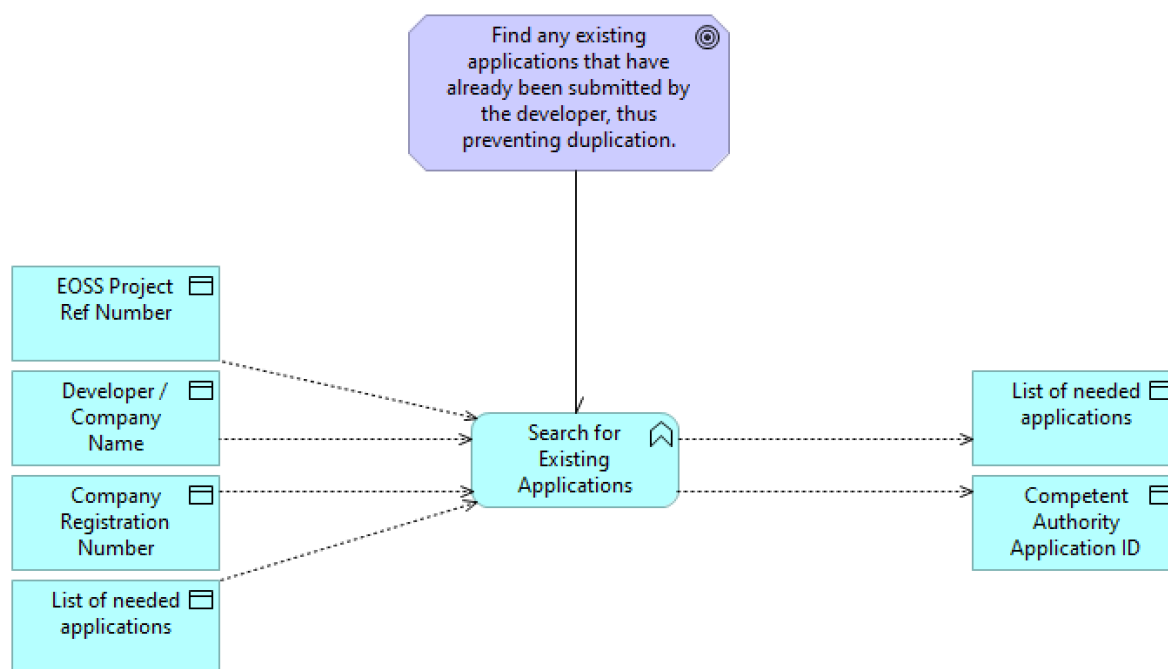 Find any existing
applications that have
already been submitted by
the developer, thus
preventing duplication.
EOSS Project
Ref Number
Developer /
Company
Name
Company
Registration
Number
List of needed
applications
Search for
Existing
Applications
List of needed
applications
Competent
Authority
Application ID